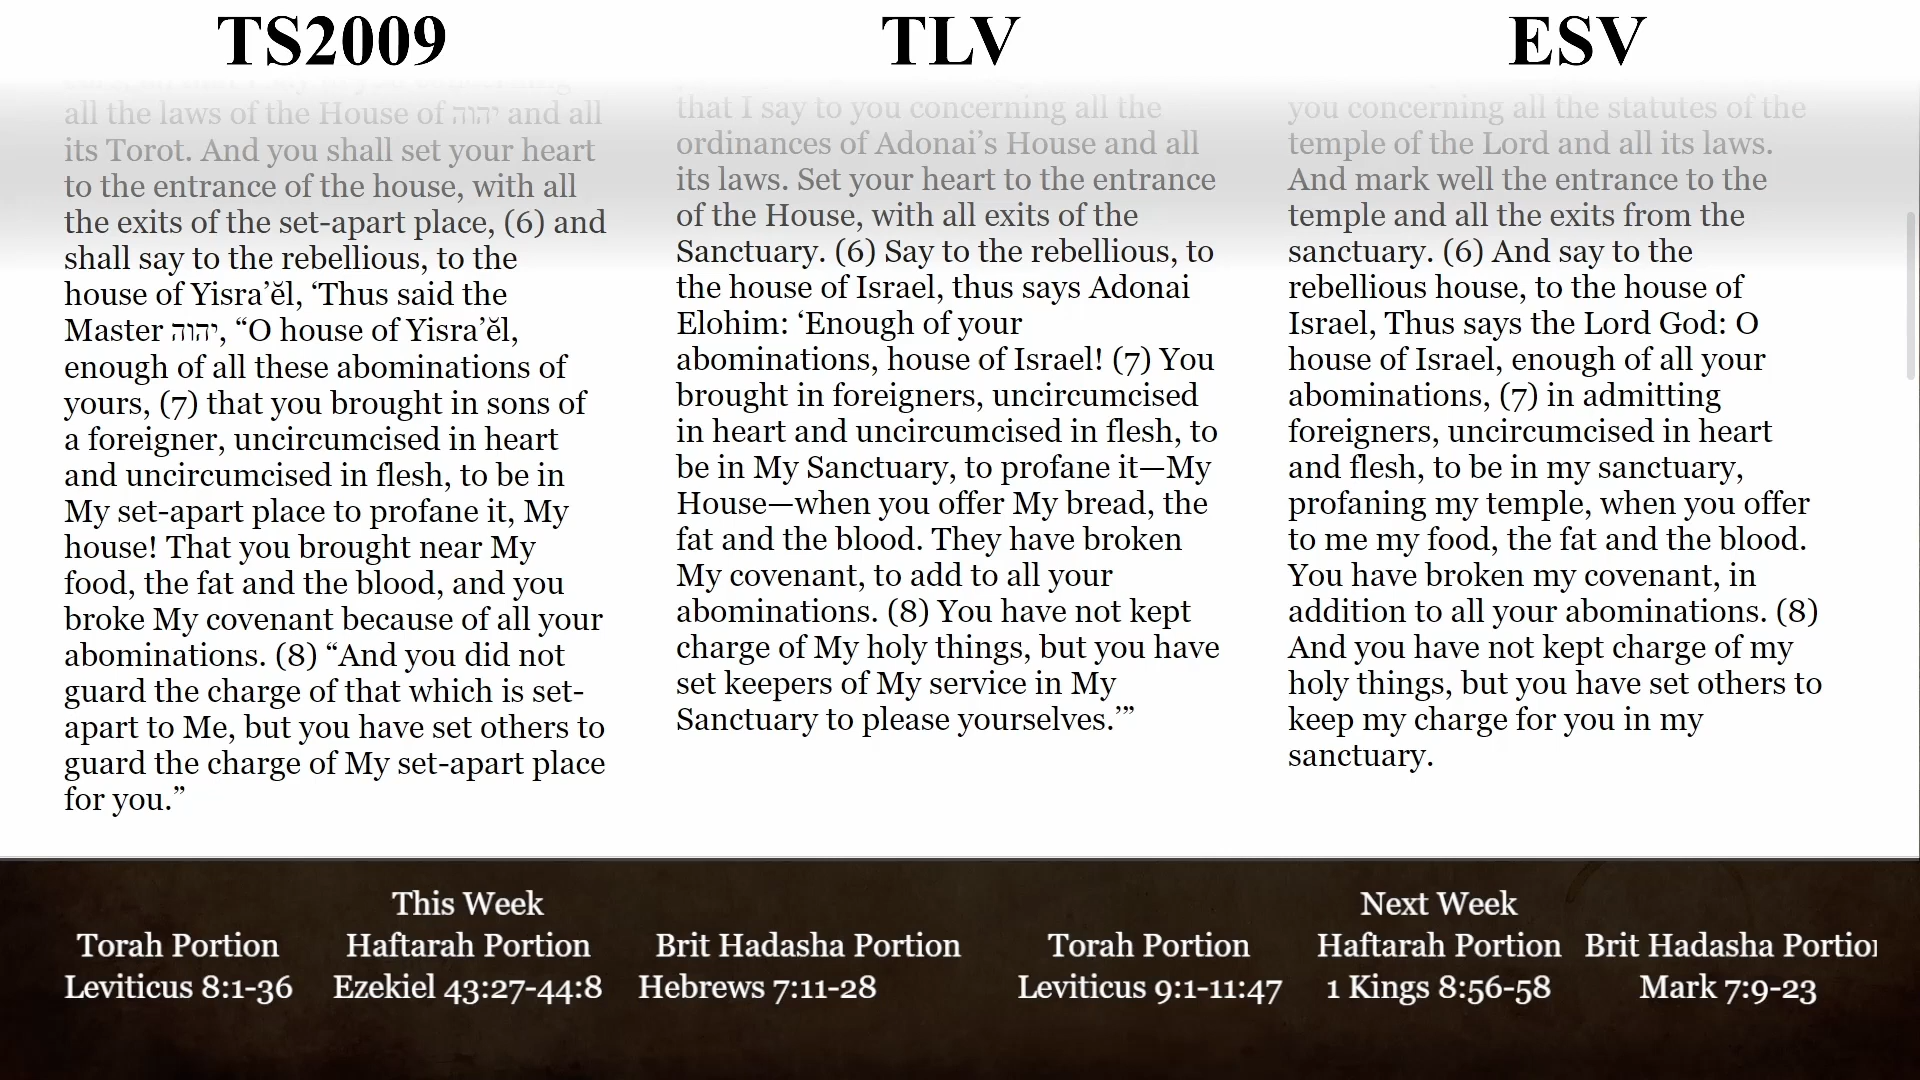 TS2009
all the laws of the House of יהוה and all
its Torot. And you shall set your heart
to the entrance of the house, with all
the exits of the set-apart place, (6) and
shall say to the rebellious, to the
house of Yisra’ĕl, ‘Thus said the
Master יהוה, “O house of Yisra’ĕl,
enough of all these abominations of
yours, (7) that you brought in sons of
a foreigner, uncircumcised in heart
and uncircumcised in flesh, to be in
My set-apart place to profane it, My
house! That you brought near My
food, the fat and the blood, and you
broke My covenant because of all your
abominations. (8) “And you did not
guard the charge of that which is set-
apart to Me, but you have set others to
guard the charge of My set-apart place
for you.”
TLV
that I say to you concerning all the
ordinances of Adonai’s House and all
its laws. Set your heart to the entrance
of the House, with all exits of the
Sanctuary. (6) Say to the rebellious, to
the house of Israel, thus says Adonai
Elohim: ‘Enough of your
abominations, house of Israel! (7) You
brought in foreigners, uncircumcised
in heart and uncircumcised in flesh, to
be in My Sanctuary, to profane it—My
House—when you offer My bread, the
fat and the blood. They have broken
My covenant, to add to all your
abominations. (8) You have not kept
charge of My holy things, but you have
set keepers of My service in My
Sanctuary to please yourselves.’”
ESV
you concerning all the statutes of the
temple of the Lord and all its laws.
And mark well the entrance to the
temple and all the exits from the
sanctuary. (6) And say to the
rebellious house, to the house of
Israel, Thus says the Lord God: O
house of Israel, enough of all your
abominations, (7) in admitting
foreigners, uncircumcised in heart
and flesh, to be in my sanctuary,
profaning my temple, when you offer
to me my food, the fat and the blood.
You have broken my covenant, in
addition to all your abominations. (8)
And you have not kept charge of my
holy things, but you have set others to
keep my charge for you in my
sanctuary.
This Week
Torah Portion Haftarah Portion Brit Hadasha Portion
Leviticus 8:1-36 Ezekiel 43:27-44:8 Hebrews 7:11-28
Next Week
Torah Portion Haftarah Portion Brit Hadasha Portion
Leviticus 9:1-11:47 1 Kings 8:56-58 Mark 7:9-23